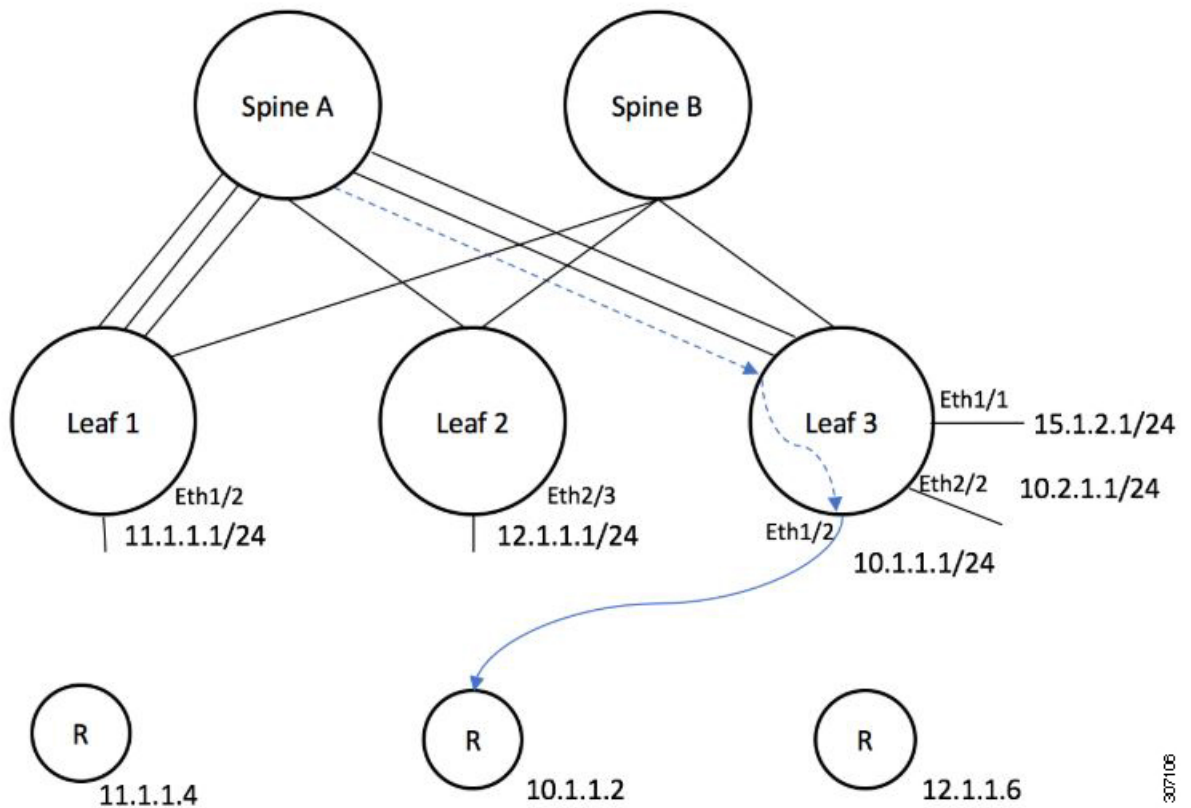 Spine A
Spine B
Leaf 1
Leaf 2
Leaf 3
Eth1/1
15.1.2.1/24
Eth2/2
10.2.1.1/24
Eth1/2
11.1.1.1/24
Eth2/3
12.1.1.1/24
Eth1/2
10.1.1.1/24
R
11.1.1.4
R
10.1.1.2
R
12.1.1.6
307106